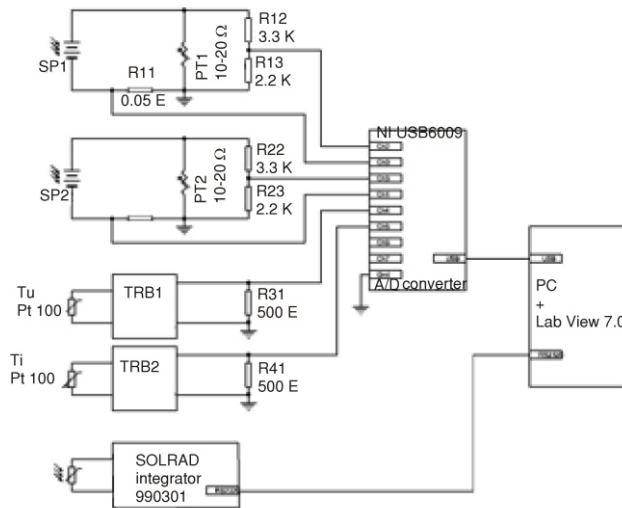 R12
3.3 K
R13
2.2 K
SP1
R11
0.05 E
PT1
10-20 Ω
NI USB6009
R22
3.3 K
R23
2.2 K
SP2
PT2
10-20 Ω
USB
A/D converter
USB
PC
+
Lab View 7.0
Tu
Pt 100
TRB1
R31
500 E
Ti
Pt 100
TRB2
R41
500 E
SOLRAD
integrator
990301